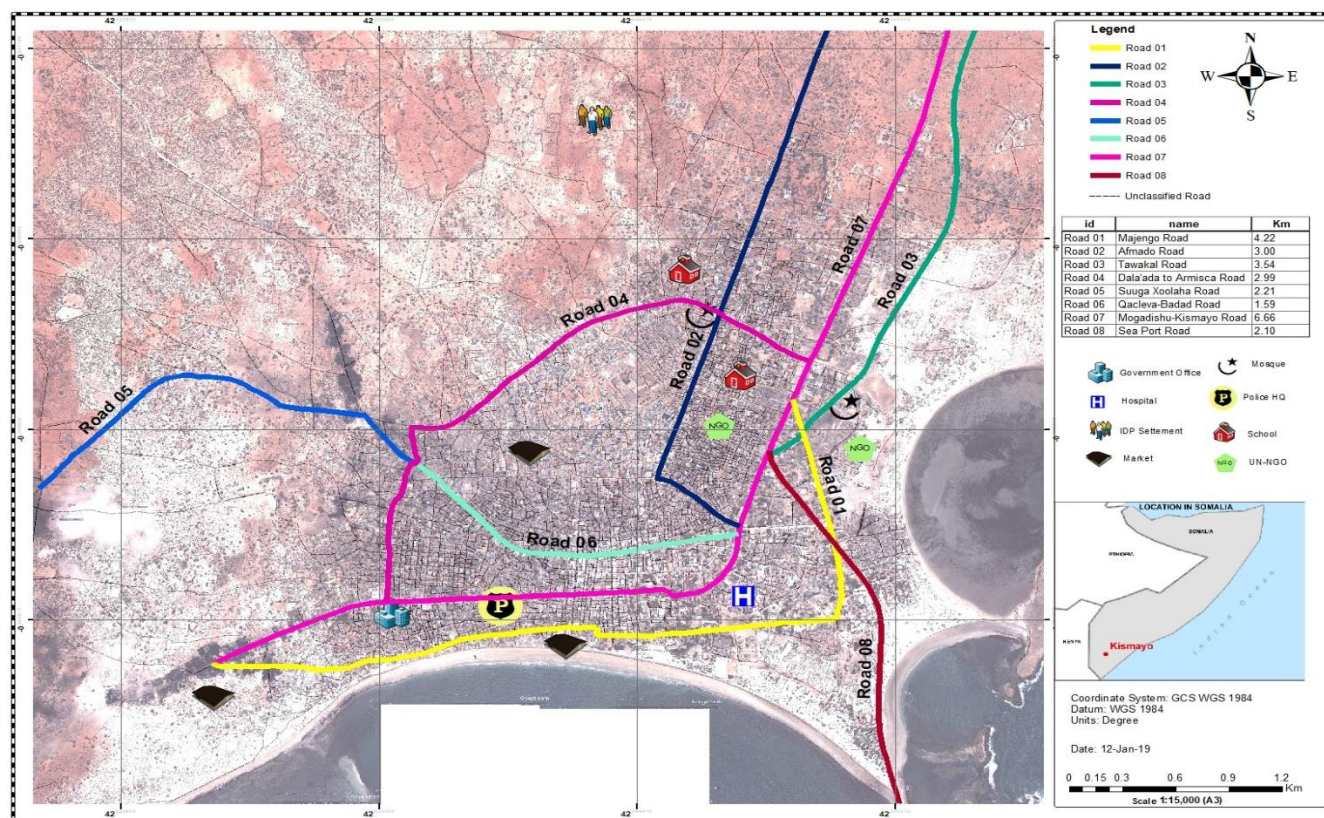 42
42
42
42
Legend
Road 01
Road 02
Road 03
Road 04
Road 05
Road 06
Road 07
Road 08
Unclassified Road
N
W
E
S
id name Km
Road 01 Majengo Road 4.22
Road 02 Afmado Road 3.00
Road 03 Tawakal Road 3.54
Road 04 Dala'ada to Armisca Road 2.99
Road 05 Suuga Xoolaha Road 2.21
Road 06 Qacleva-Badad Road 1.59
Road 07 Mogadishu-Kismayo Road 6.66
Road 08 Sea Port Road 2.10
Government Office
Mosque
H
Hospital
P
Police HQ
IDP Settement
School
Market
NGO
UN-NGO
LOCATION IN SOMALIA
SOMALIA
ETHIOPIA
KENYA
Indian Ocean
Kismayo
Coordinate System: GCS WGS 1984
Datum: WGS 1984
Units: Degree
Date: 12-Jan-19
0 0.15 0.3 0.6 0.9 1.2
Km
Scale 1:15,000 (A3)
Road 07
Road 03
Road 04
Road 02
Road 05
NGO
NGO
Road 01
Road 06
P
H
Road 08
42
42
42
42